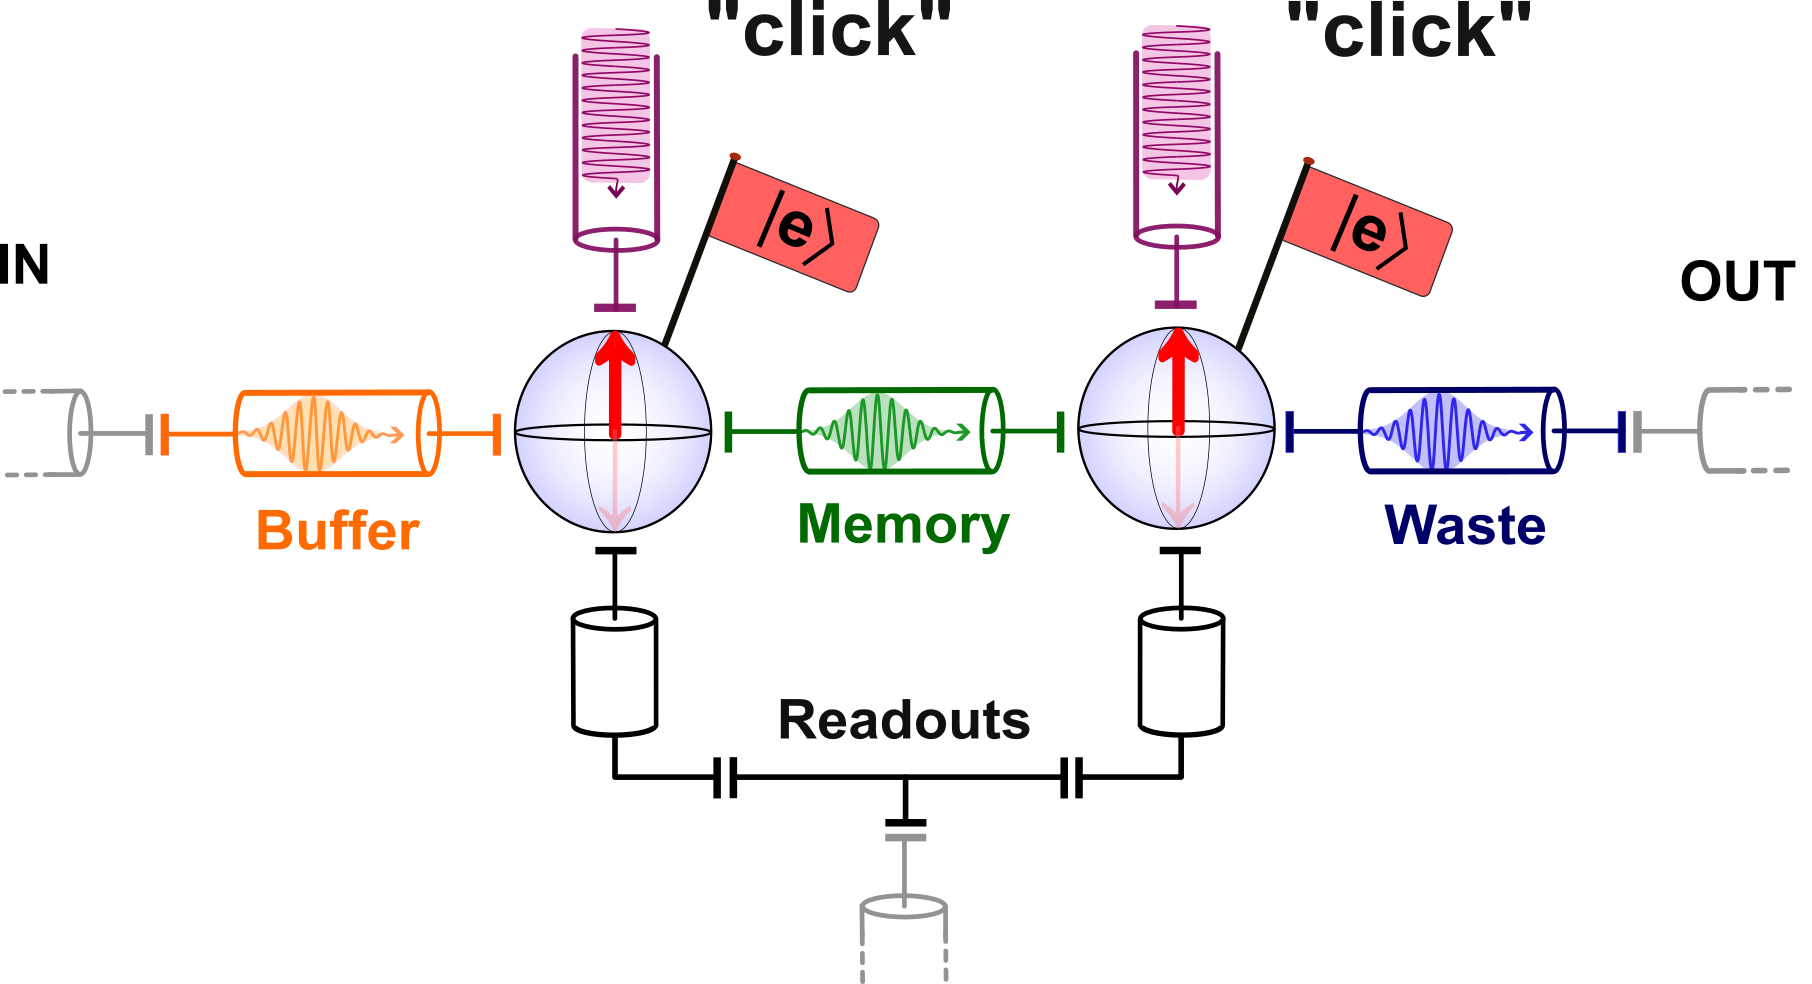 "click"
"click"
|e⟩
|e⟩
IN
OUT
Buffer
Memory
Waste
Readouts